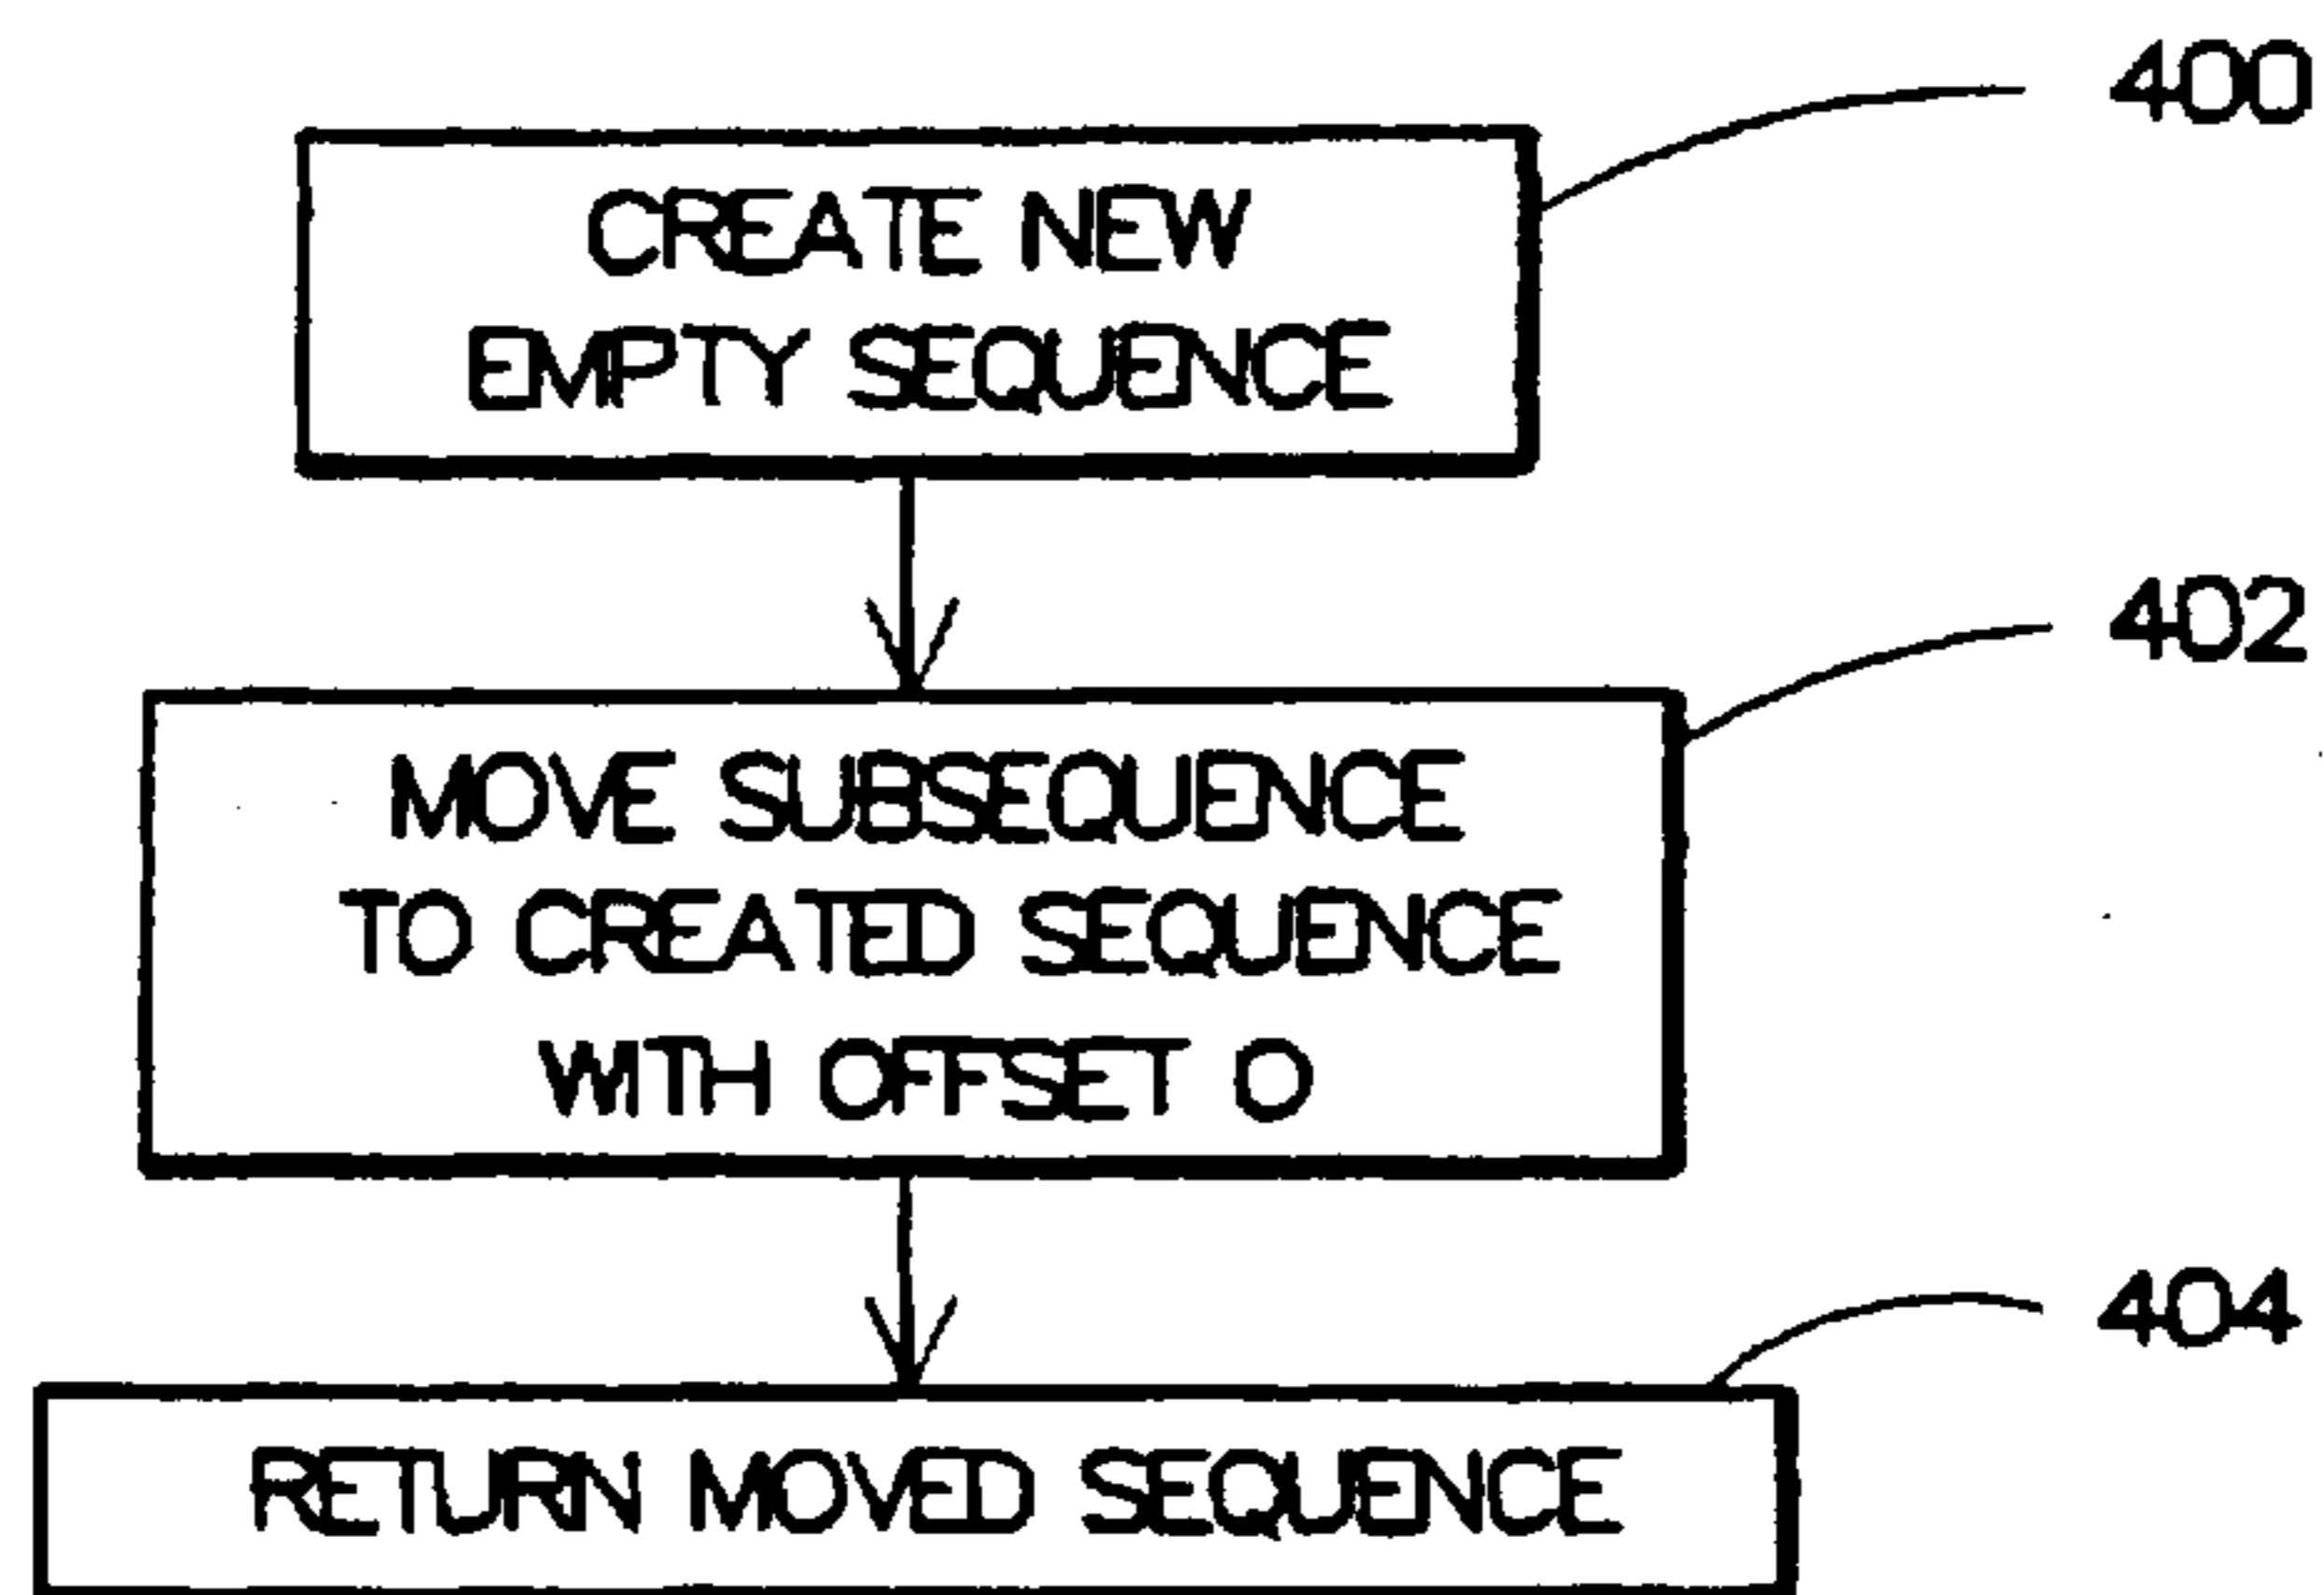 400
CREATE NEW
EMPTY SEQUENCE
402
MOVE SUBSEQUENCE
TO CREATED SEQUENCE
WITH OFFSET 0
404
RETURN MOVED SEQUENCE